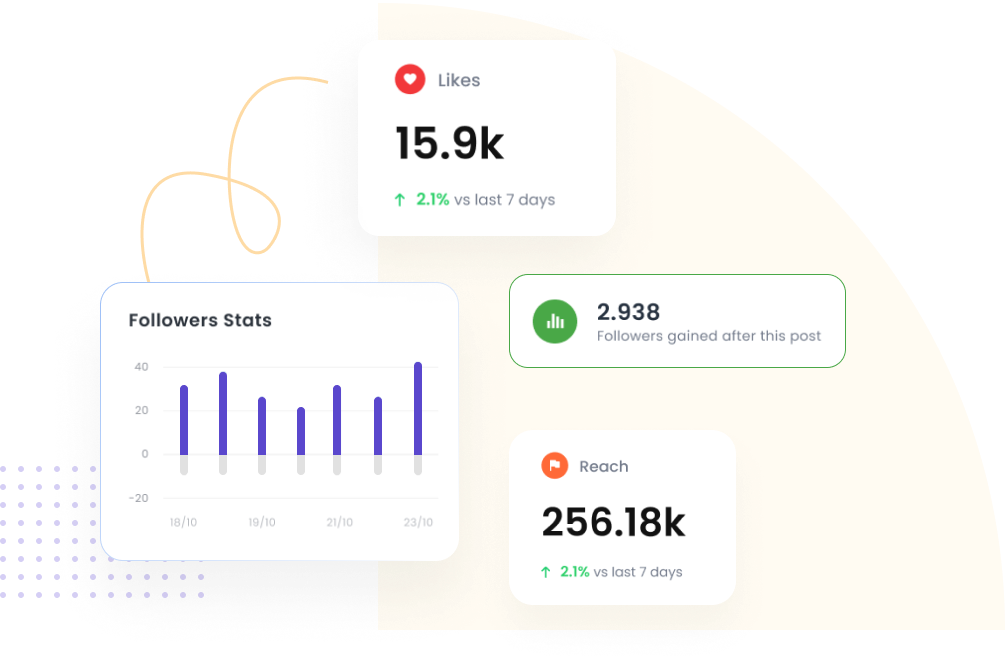 Likes
15.9k
2.1% vs last 7 days
2.938
Followers gained after this post
Followers Stats
40
20
0
-20
18/10 19/10 21/10 23/10
Reach
256.18k
2.1% vs last 7 days